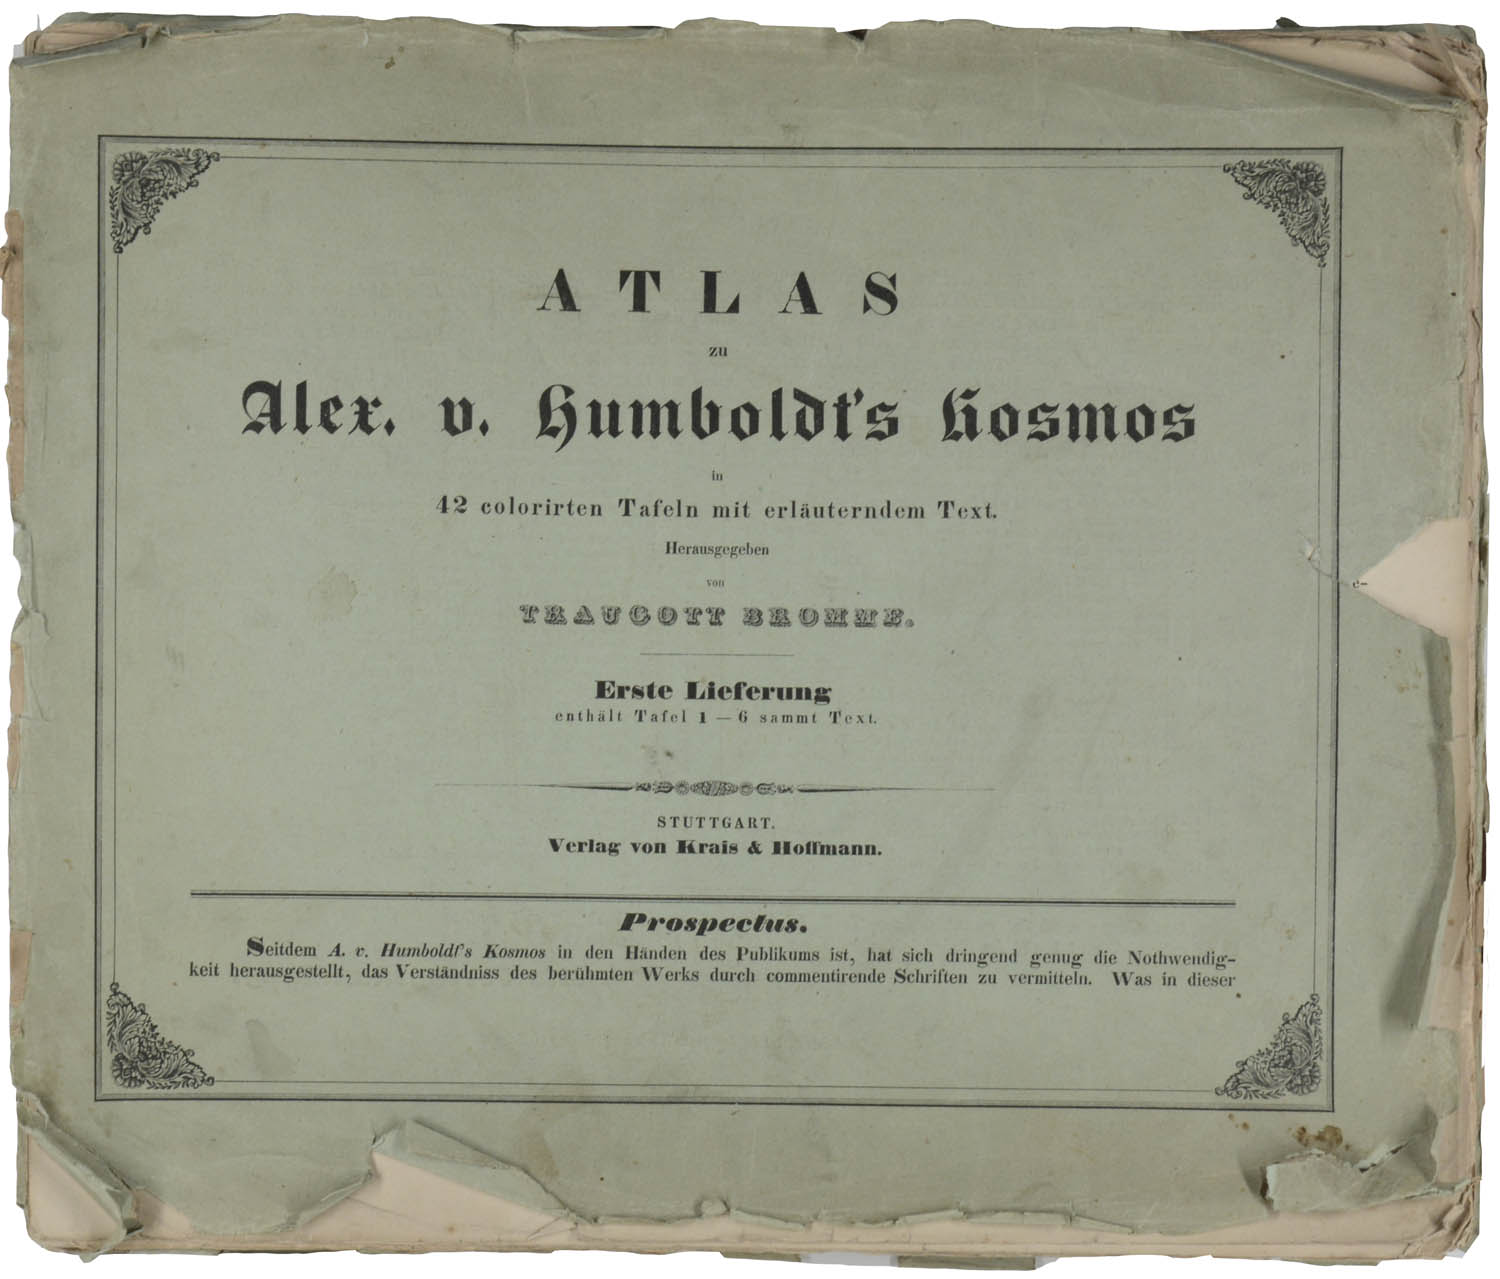 ATLAS
zu
Alex. v. Humboldt's Kosmos
in
42 colorirten Tafeln mit erläuterndem Text.
Herausgegeben
von
TRAUGOTT BROMME.
Erste Lieferung
enthält Tafel 1 — 6 sammt Text.
STUTTGART.
Verlag von Krais & Hoffmann.
Prospectus.
Seitdem A. v. Humboldt's Kosmos in den Händen des Publikums ist, hat sich dringend genug die Nothwendig-
keit herausgestellt, das Verständniss des berühmten Werks durch commentirende Schriften zu vermitteln. Was in dieser
e-